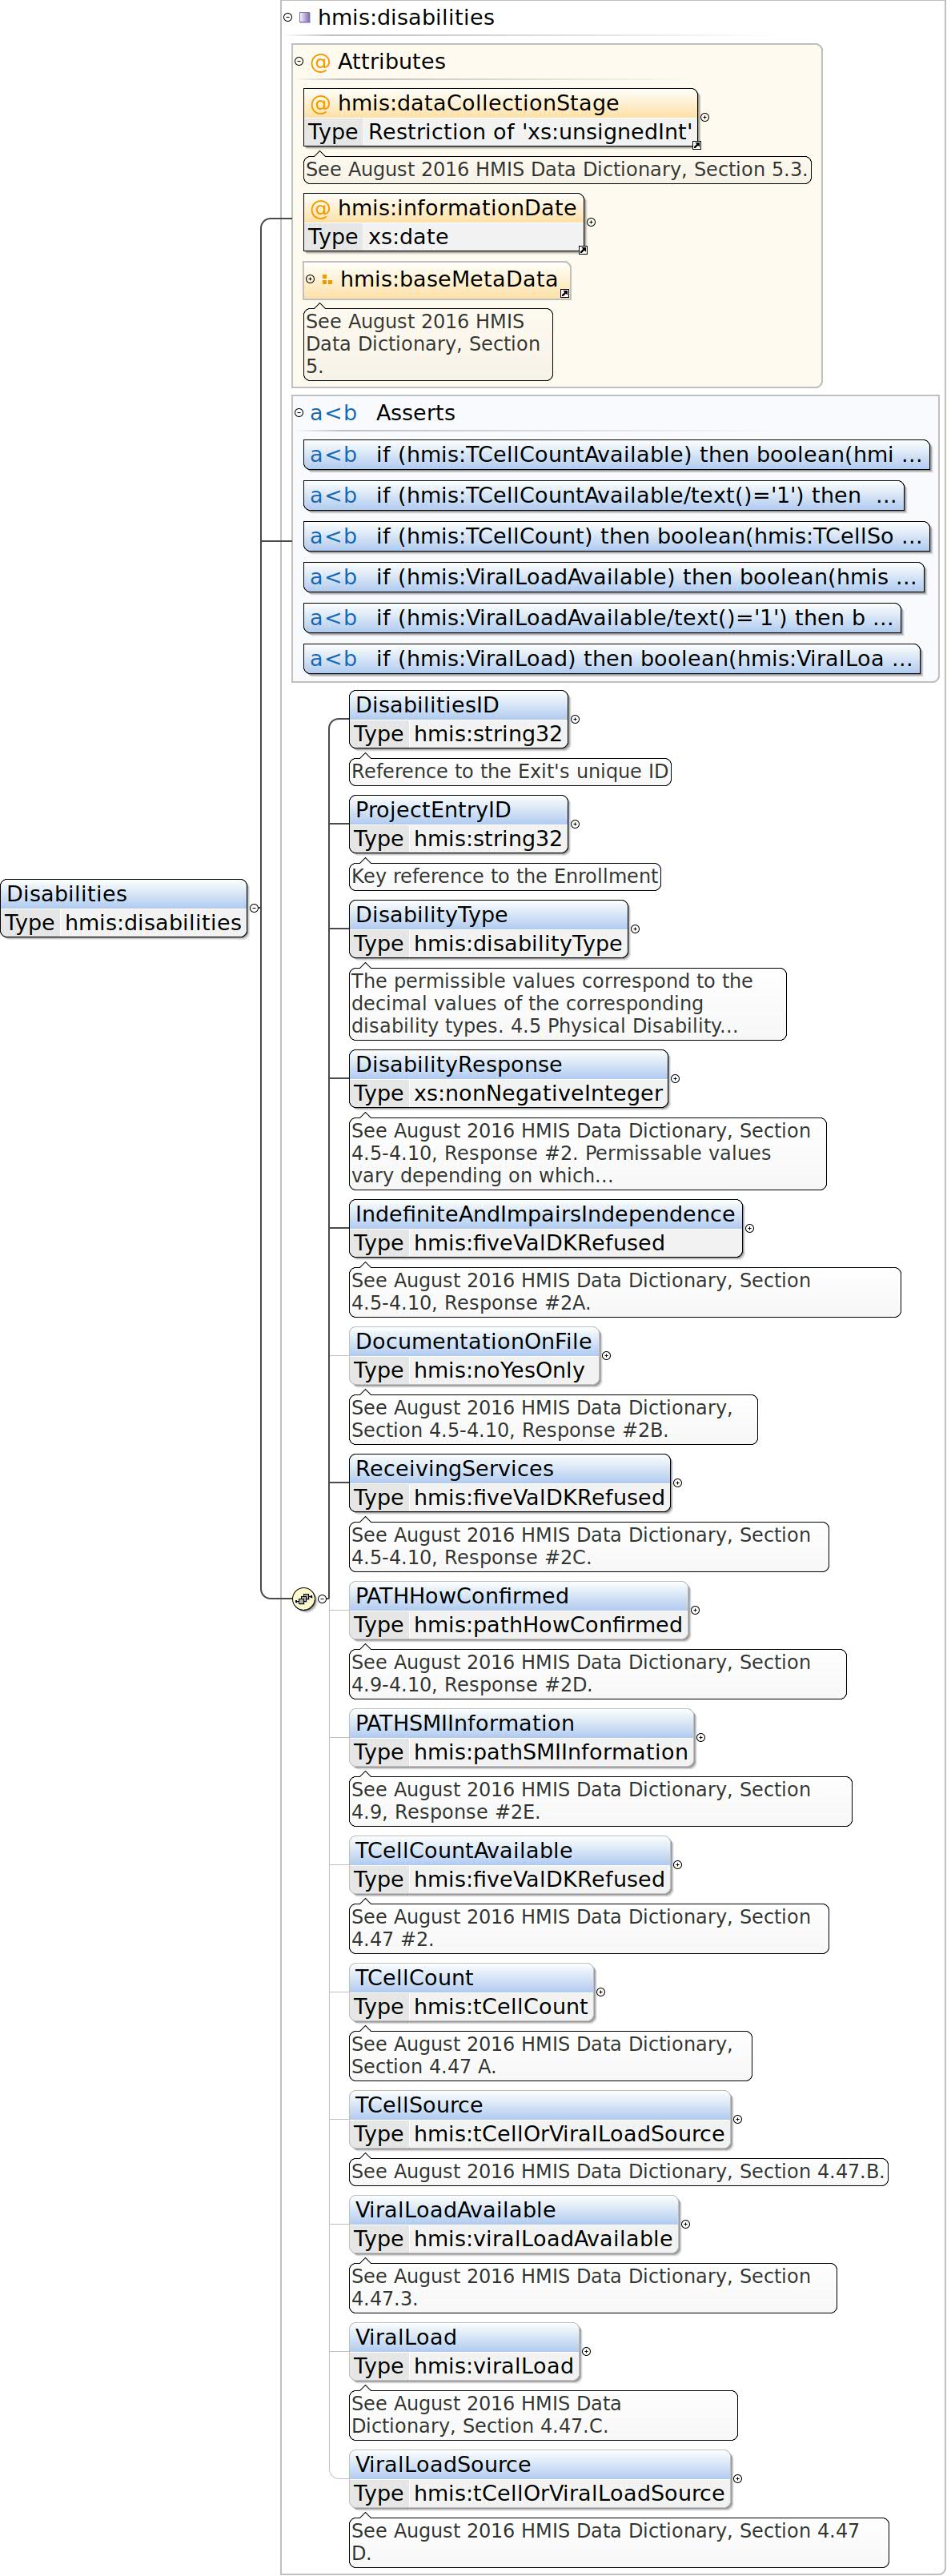 hmis:disabilities
@ Attributes
@ hmis:dataCollectionStage
Type Restriction of 'xs:unsignedInt'
See August 2016 HMIS Data Dictionary, Section 5.3.
@ hmis:informationDate
Type xs:date
hmis:baseMetaData
See August 2016 HMIS
Data Dictionary, Section
5.
a<b Asserts
a<b if (hmis:TCellCountAvailable) then boolean(hmi ...
a<b if (hmis:TCellCountAvailable/text()='1') then ...
a<b if (hmis:TCellCount) then boolean(hmis:TCellSo ...
a<b if (hmis:ViralLoadAvailable) then boolean(hmis ...
a<b if (hmis:ViralLoadAvailable/text()='1') then b ...
a<b if (hmis:ViralLoad) then boolean(hmis:ViralLoa ...
DisabilitiesID
Type hmis:string32
Reference to the Exit's unique ID
ProjectEntryID
Type hmis:string32
Key reference to the Enrollment
Disabilities
Type hmis:disabilities
DisabilityType
Type hmis:disabilityType
The permissible values correspond to the
decimal values of the corresponding
disability types. 4.5 Physical Disability...
DisabilityResponse
Type xs:nonNegativeInteger
See August 2016 HMIS Data Dictionary, Section
4.5-4.10, Response #2. Permissable values
vary depending on which...
IndefiniteAndImpairsIndependence
Type hmis:fiveValDKRefused
See August 2016 HMIS Data Dictionary, Section
4.5-4.10, Response #2A.
DocumentationOnFile
Type hmis:noYesOnly
See August 2016 HMIS Data Dictionary,
Section 4.5-4.10, Response #2B.
ReceivingServices
Type hmis:fiveValDKRefused
See August 2016 HMIS Data Dictionary, Section
4.5-4.10, Response #2C.
PATHHowConfirmed
Type hmis:pathHowConfirmed
See August 2016 HMIS Data Dictionary, Section
4.9-4.10, Response #2D.
PATHSMIInformation
Type hmis:pathSMIInformation
See August 2016 HMIS Data Dictionary, Section
4.9, Response #2E.
TCellCountAvailable
Type hmis:fiveValDKRefused
See August 2016 HMIS Data Dictionary, Section
4.47 #2.
TCellCount
Type hmis:tCellCount
See August 2016 HMIS Data Dictionary,
Section 4.47 A.
TCellSource
Type hmis:tCellOrViralLoadSource
See August 2016 HMIS Data Dictionary, Section 4.47.B.
ViralLoadAvailable
Type hmis:viralLoadAvailable
See August 2016 HMIS Data Dictionary, Section
4.47.3.
ViralLoad
Type hmis:viralLoad
See August 2016 HMIS Data
Dictionary, Section 4.47.C.
ViralLoadSource
Type hmis:tCellOrViralLoadSource
See August 2016 HMIS Data Dictionary, Section 4.47
D.